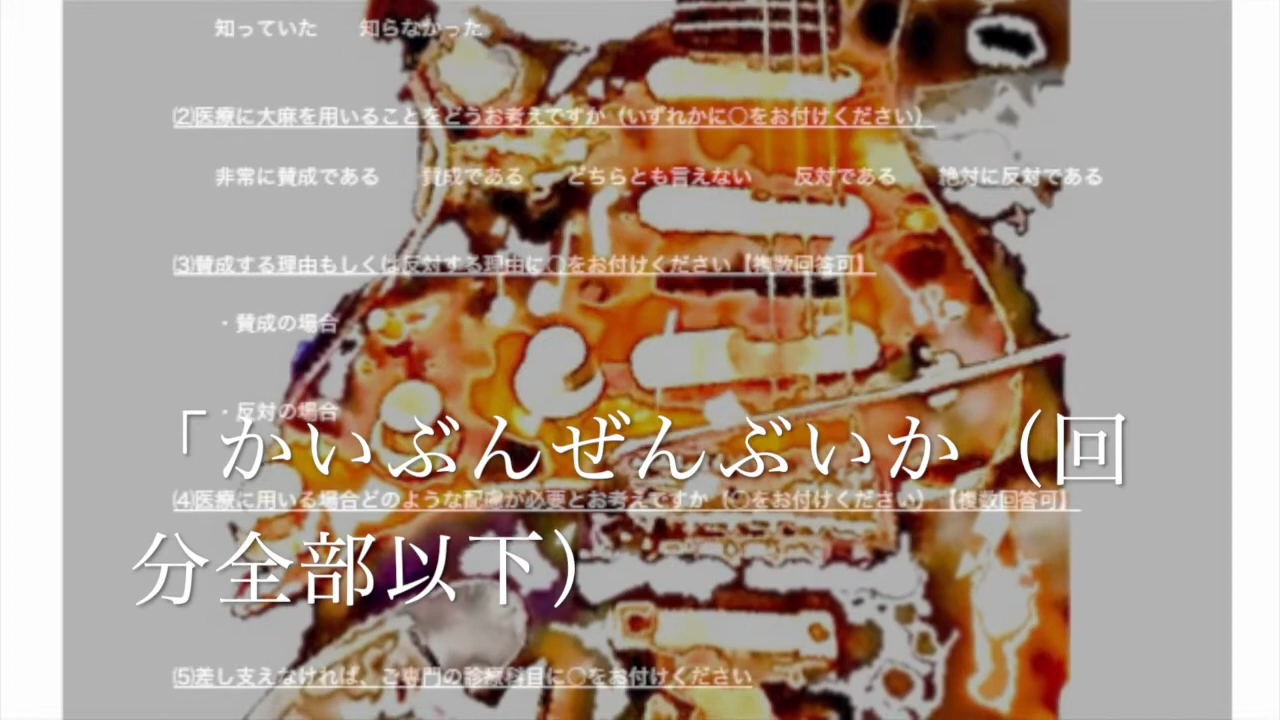 知っていた　知らなかった
⑵医療に大麻を用いることをどうお考えですか（いずれかに○をお付けください）
非常に賛成である　賛成である　どちらとも言えない　反対である　絶対に反対である
⑶賛成する理由もしくは反対する理由に○をお付けください【複数回答可】
・賛成の場合
・反対の場合
「かいぶんぜんぶいか（回
⑷医療に用いる場合どのような配慮が必要とお考えですか（○をお付けください）【複数回答可】
分全部以下）
⑸差し支えなければ、ご専門の診療科目に○をお付けください